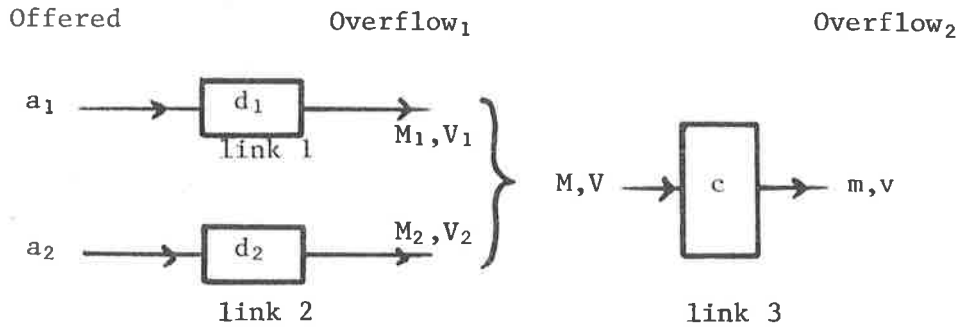 Offered Overflow₁ Overflow₂
a₁ d₁
link 1
M₁,V₁
M,V c m,v
a₂ d₂ M₂,V₂
link 2 link 3